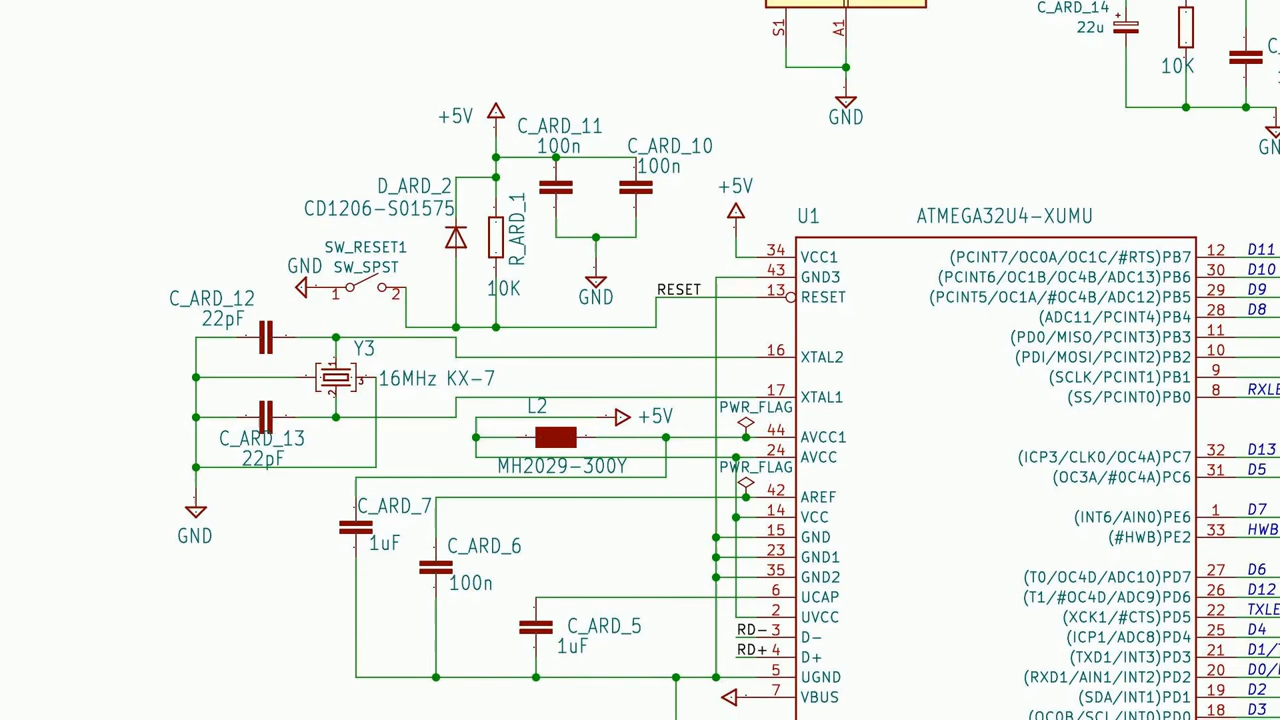 C_ARD_14
22u
S1
A1
10K
GND
+5V
C_ARD_11
100n
C_ARD_10
100n
D_ARD_2
CD1206-S01575
R_ARD_1
10K
GND
SW_RESET1
SW_SPST
GND
1
2
+5V
U1
ATMEGA32U4-XUMU
RESET
C_ARD_12
22pF
Y3
1
2
3
16MHz KX-7
C_ARD_13
22pF
GND
L2
+5V
MH2029-300Y
PWR_FLAG
PWR_FLAG
C_ARD_7
1uF
C_ARD_6
100n
C_ARD_5
1uF
RD-
RD+
34 VCC1
43 GND3
13 RESET
16 XTAL2
17 XTAL1
44 AVCC1
24 AVCC
42 AREF
14 VCC
15 GND
23 GND1
35 GND2
6 UCAP
2 UVCC
3 D-
4 D+
5 UGND
7 VBUS
(PCINT7/OC0A/OC1C/#RTS)PB7 12 D11
(PCINT6/OC1B/OC4B/ADC13)PB6 30 D10
(PCINT5/OC1A/#OC4B/ADC12)PB5 29 D9
(ADC11/PCINT4)PB4 28 D8
(PD0/MISO/PCINT3)PB3 11
(PDI/MOSI/PCINT2)PB2 10
(SCLK/PCINT1)PB1 9
(SS/PCINT0)PB0 8 RXLE
(ICP3/CLK0/OC4A)PC7 32 D13
(OC3A/#OC4A)PC6 31 D5
(INT6/AIN0)PE6 1 D7
(#HWB)PE2 33 HWB
(T0/OC4D/ADC10)PD7 27 D6
(T1/#OC4D/ADC9)PD6 26 D12
(XCK1/#CTS)PD5 22 TXLE
(ICP1/ADC8)PD4 25 D4
(TXD1/INT3)PD3 21 D1/
(RXD1/AIN1/INT2)PD2 20 D0/
(SDA/INT1)PD1 19 D2
(OC0B/SCL/INT0)PD0 18 D3